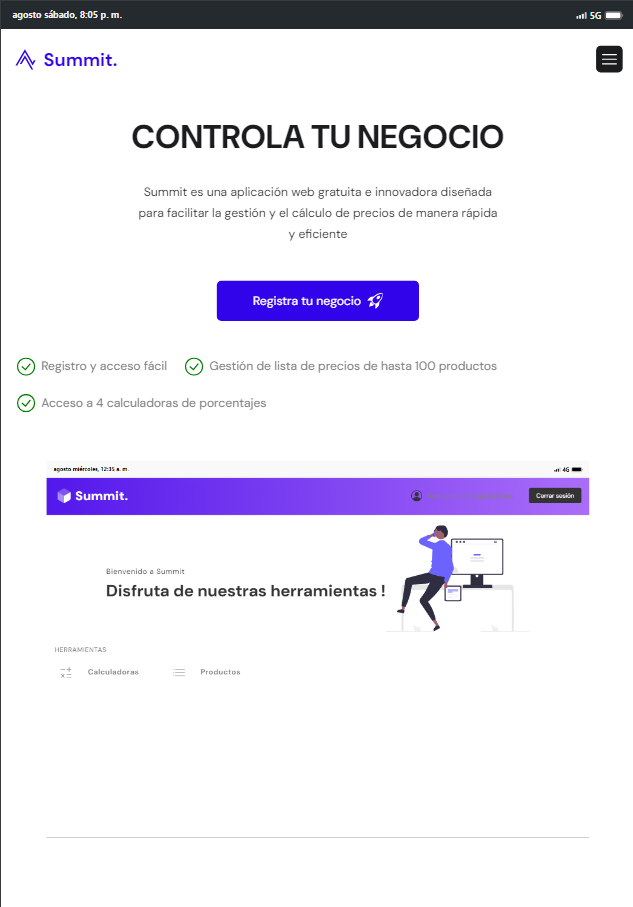 agosto sábado, 8:05 p. m.
5G
Summit.
CONTROLA TU NEGOCIO
Summit es una aplicación web gratuita e innovadora diseñada
para facilitar la gestión y el cálculo de precios de manera rápida
y eficiente
Registra tu negocio
Registro y acceso fácil
Gestión de lista de precios de hasta 100 productos
Acceso a 4 calculadoras de porcentajes
agosto miércoles, 12:35 a. m.
4G
Summit.
Cerrar sesión
Bienvenido a Summit
Disfruta de nuestras herramientas !
HERRAMIENTAS
Calculadoras
Productos